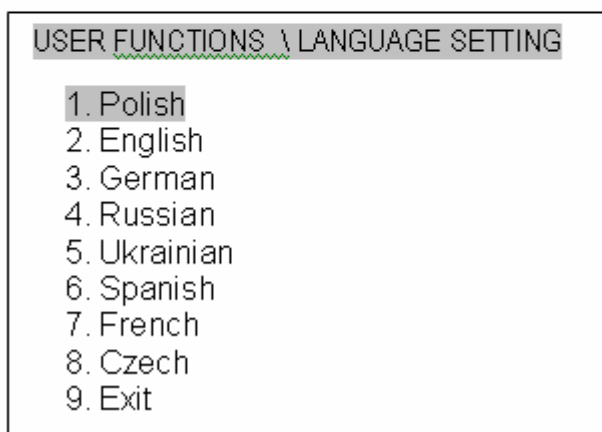 USER FUNCTIONS \ LANGUAGE SETTING
1. Polish
2. English
3. German
4. Russian
5. Ukrainian
6. Spanish
7. French
8. Czech
9. Exit